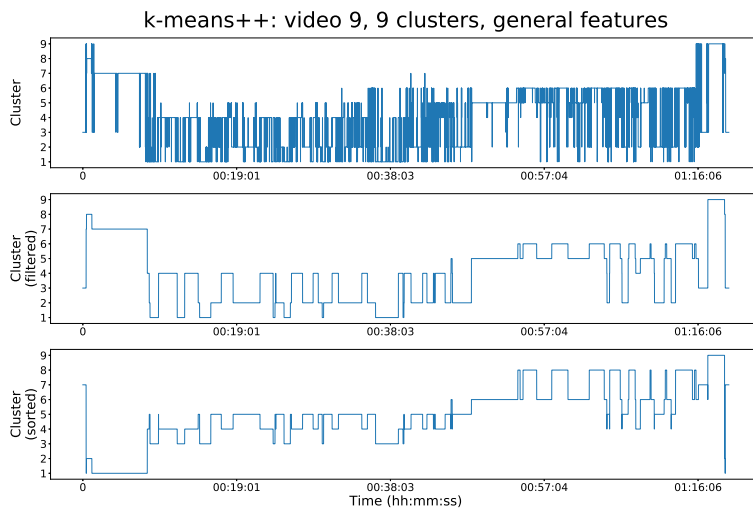 k-means++: video 9, 9 clusters, general features
Cluster
9
8
7
6
5
4
3
2
1
0 00:19:01 00:38:03 00:57:04 01:16:06
Cluster
(filtered)
9
8
7
6
5
4
3
2
1
0 00:19:01 00:38:03 00:57:04 01:16:06
Cluster
(sorted)
9
8
7
6
5
4
3
2
1
0 00:19:01 00:38:03 00:57:04 01:16:06
Time (hh:mm:ss)